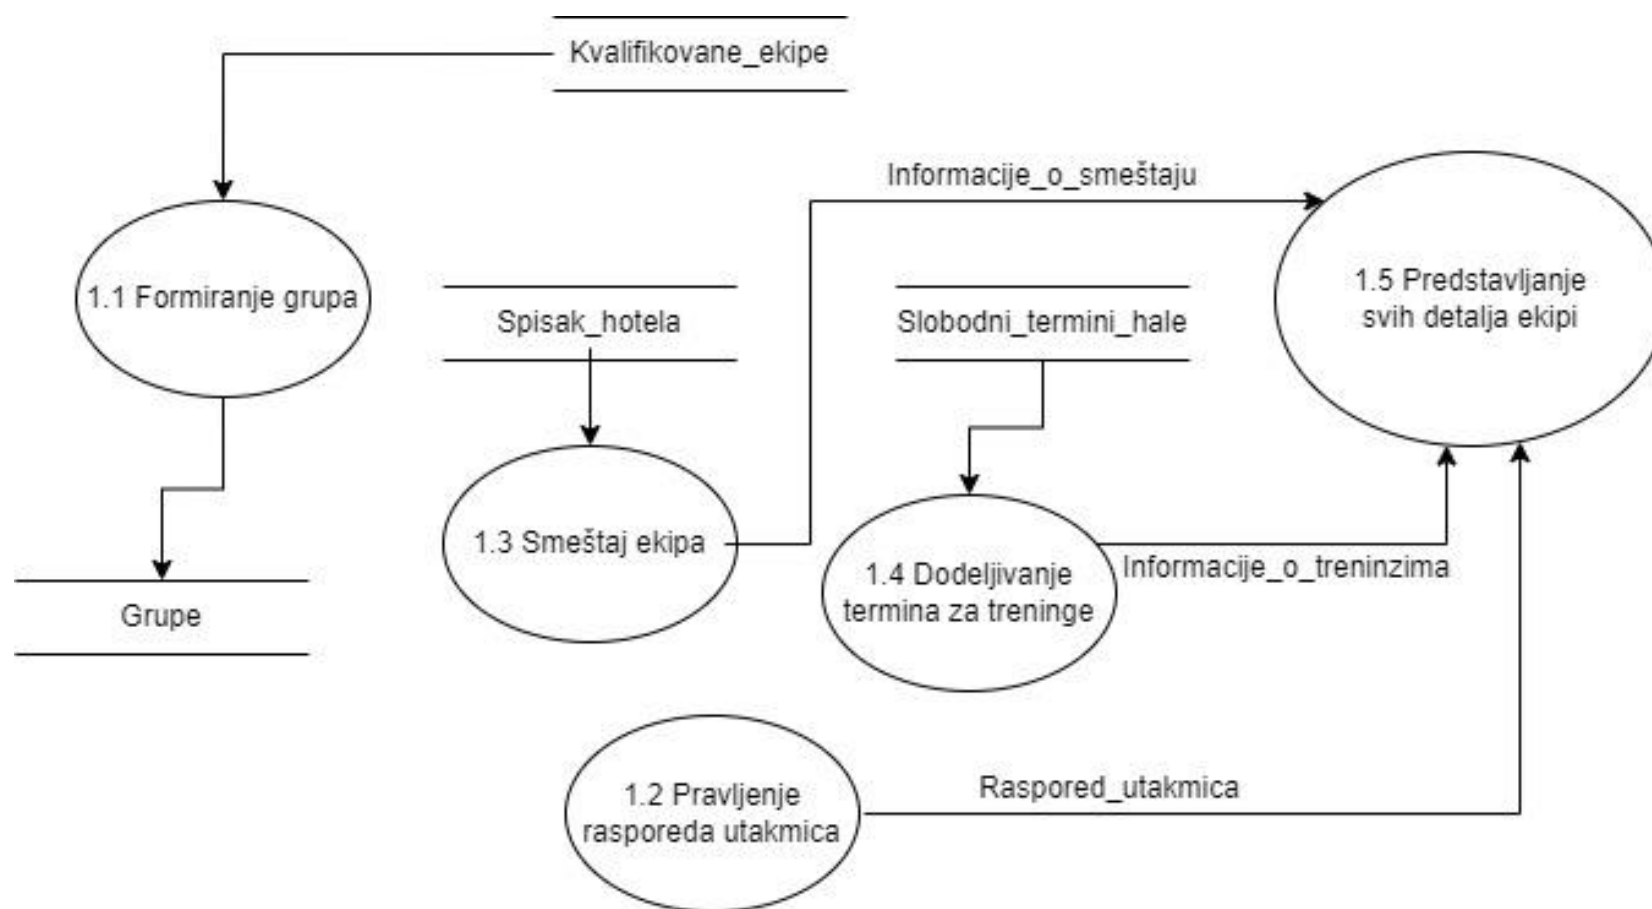 Kvalifikovane_ekipe
Informacije_o_smeštaju
1.1 Formiranje grupa
Spisak_hotela
Slobodni_termini_hale
1.5 Predstavljanje
svih detalja ekipi
1.3 Smeštaj ekipa
1.4 Dodeljivanje
termina za treninge
Informacije_o_treninzima
Grupe
1.2 Pravljenje
rasporeda utakmica
Raspored_utakmica